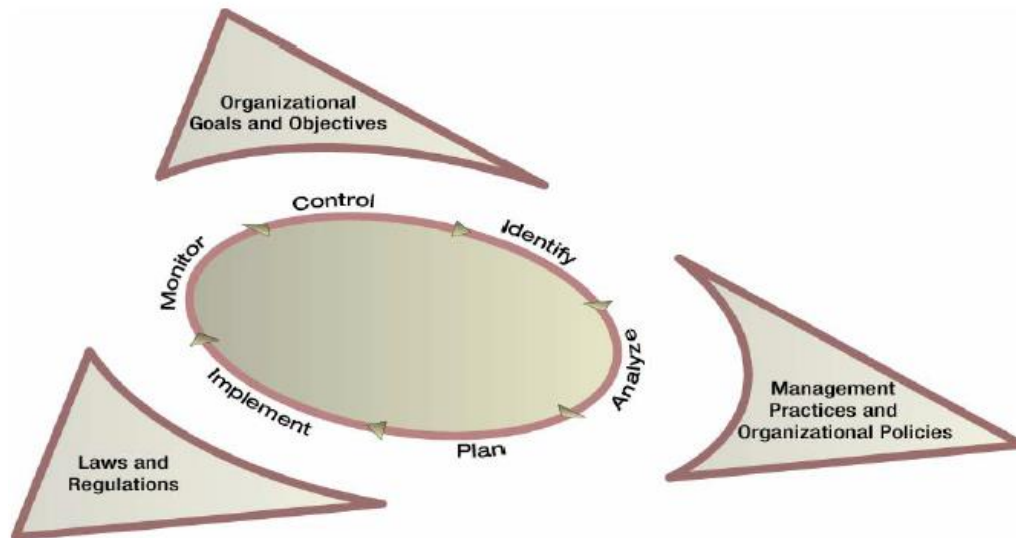 Organizational
Goals and Objectives
Control
Identify
Monitor
Analyze
Implement
Plan
Management
Practices and
Organizational Policies
Laws and
Regulations